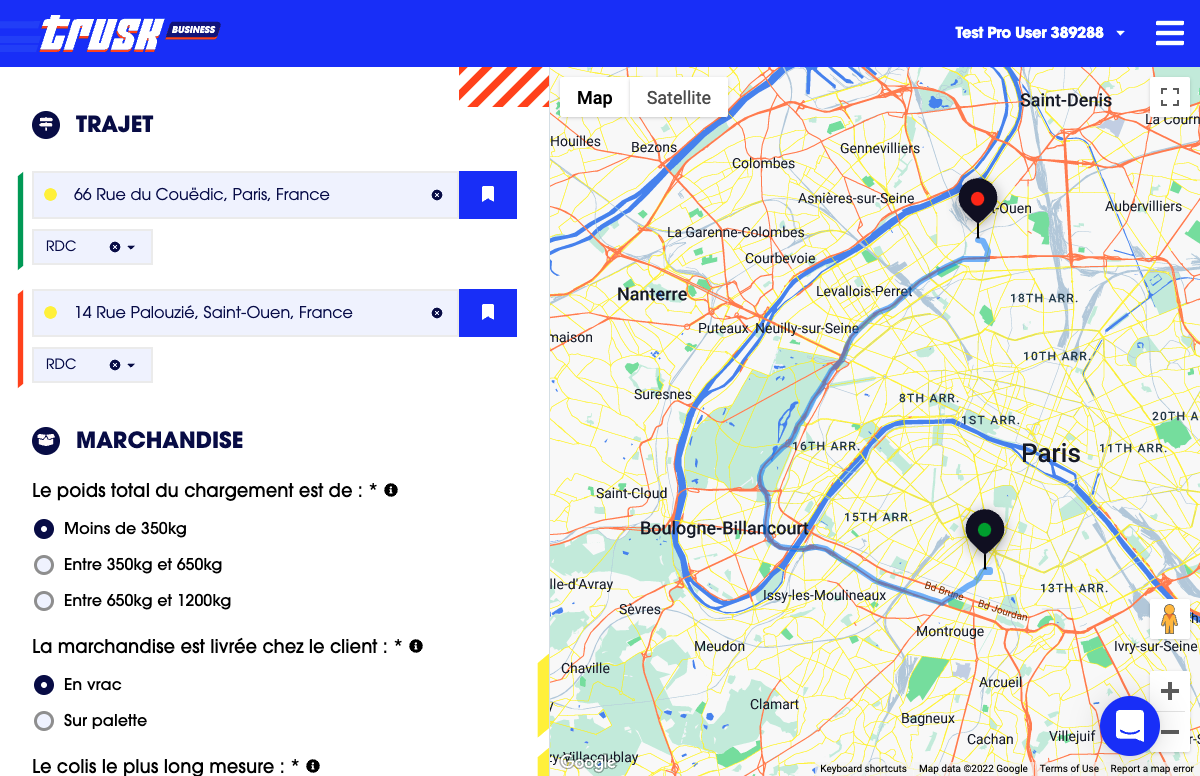 trusk BUSINESS
Test Pro User 389288
TRAJET
66 Rue du Couëdic, Paris, France
RDC
14 Rue Palouzié, Saint-Ouen, France
RDC
MARCHANDISE
Le poids total du chargement est de : *
Moins de 350kg
Entre 350kg et 650kg
Entre 650kg et 1200kg
La marchandise est livrée chez le client : *
En vrac
Sur palette
Le colis le plus long mesure : *
Map
Satellite
Saint-Denis
La Courn
Houilles
Bezons
Gennevilliers
Colombes
Asnières-sur-Seine
t-Ouen
Aubervilliers
La Garenne-Colombes
Courbevoie
Nanterre
Levallois-Perret
18TH ARR.
Puteaux
Neuilly-sur-Seine
maison
10TH ARR.
Suresnes
8TH ARR.
1ST ARR.
20TH A
16TH ARR.
Paris
11TH ARR.
Saint-Cloud
15TH ARR.
Boulogne-Billancourt
lle-d'Avray
Bd Brune
13TH ARR.
Issy-les-Moulineaux
Bd Jourdan
Sèvres
Montrouge
Meudon
Ivry-sur-Seine
Chaville
Arcueil
Clamart
Bagneux
Villejuif
Cachan
y-Villacoublay
Google
Keyboard shortcuts
Map data ©2022 Google
Terms of Use
Report a map error